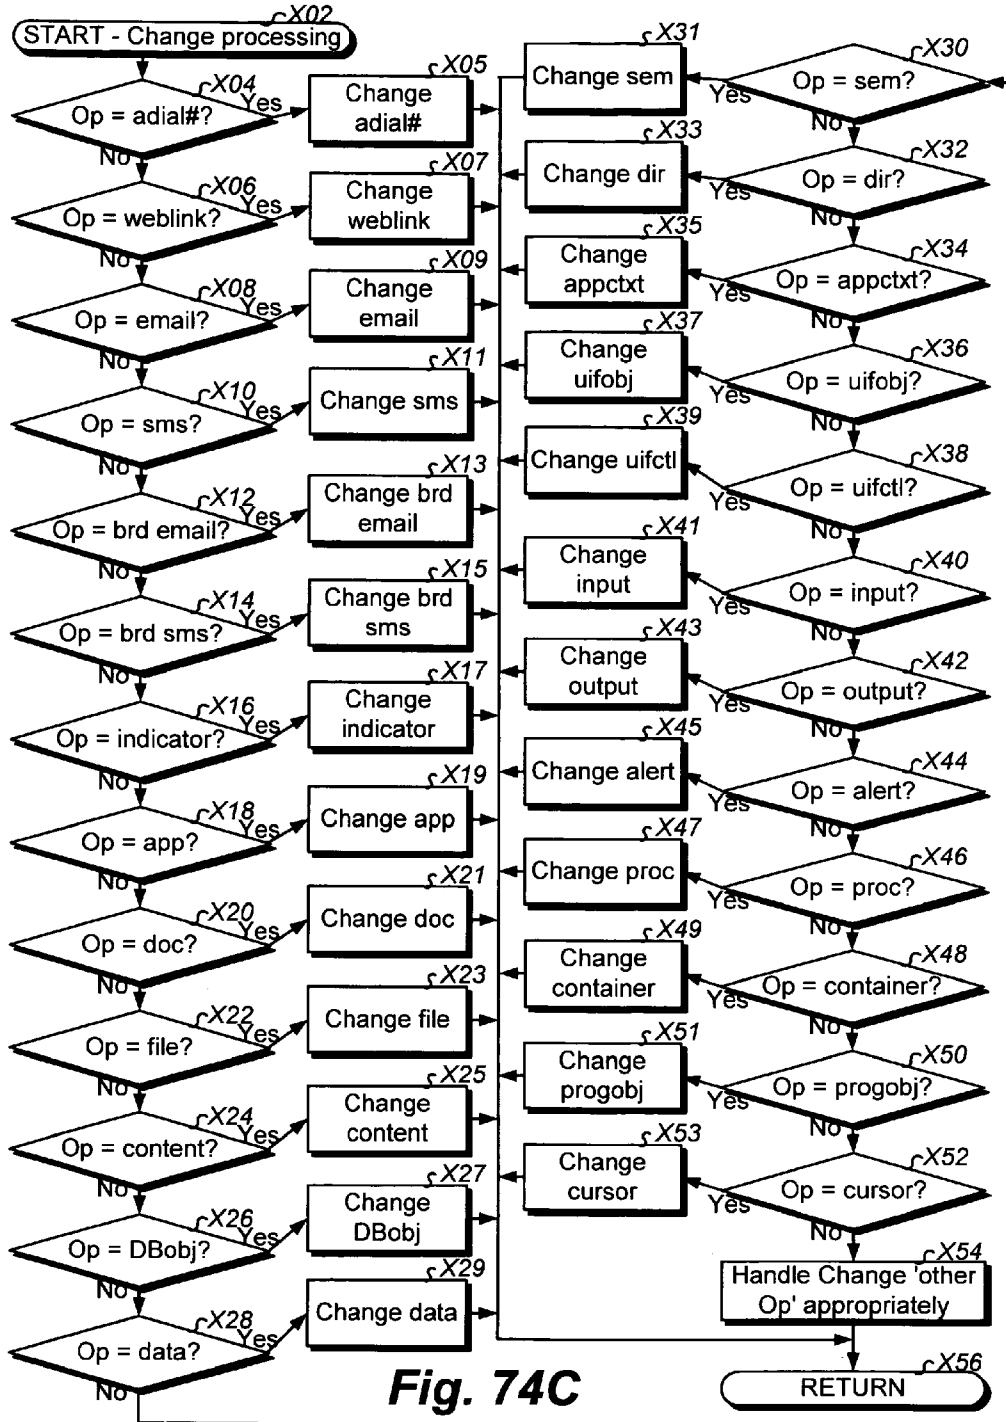 X02
START - Change processing
X04
Op = adial#?
Yes
No
X05
Change
adial#
X06
Op = weblink?
Yes
No
X07
Change
weblink
X08
Op = email?
Yes
No
X09
Change
email
X10
Op = sms?
Yes
No
X11
Change sms
X12
Op = brd email?
Yes
No
X13
Change brd
email
X14
Op = brd sms?
Yes
No
X15
Change brd
sms
X16
Op = indicator?
Yes
No
X17
Change
indicator
X18
Op = app?
Yes
No
X19
Change app
X20
Op = doc?
Yes
No
X21
Change doc
X22
Op = file?
Yes
No
X23
Change file
X24
Op = content?
Yes
No
X25
Change
content
X26
Op = DBobj?
Yes
No
X27
Change
DBobj
X28
Op = data?
Yes
No
X29
Change data
X30
Op = sem?
Yes
No
X31
Change sem
X32
Op = dir?
Yes
No
X33
Change dir
X34
Op = appctxt?
Yes
No
X35
Change
appctxt
X36
Op = uifobj?
Yes
No
X37
Change
uifobj
X38
Op = uifctl?
Yes
No
X39
Change uifctl
X40
Op = input?
Yes
No
X41
Change
input
X42
Op = output?
Yes
No
X43
Change
output
X44
Op = alert?
Yes
No
X45
Change alert
X46
Op = proc?
Yes
No
X47
Change proc
X48
Op = container?
Yes
No
X49
Change
container
X50
Op = progobj?
Yes
No
X51
Change
progobj
X52
Op = cursor?
Yes
No
X53
Change
cursor
X54
Handle Change 'other
Op' appropriately
X56
RETURN
Fig. 74C